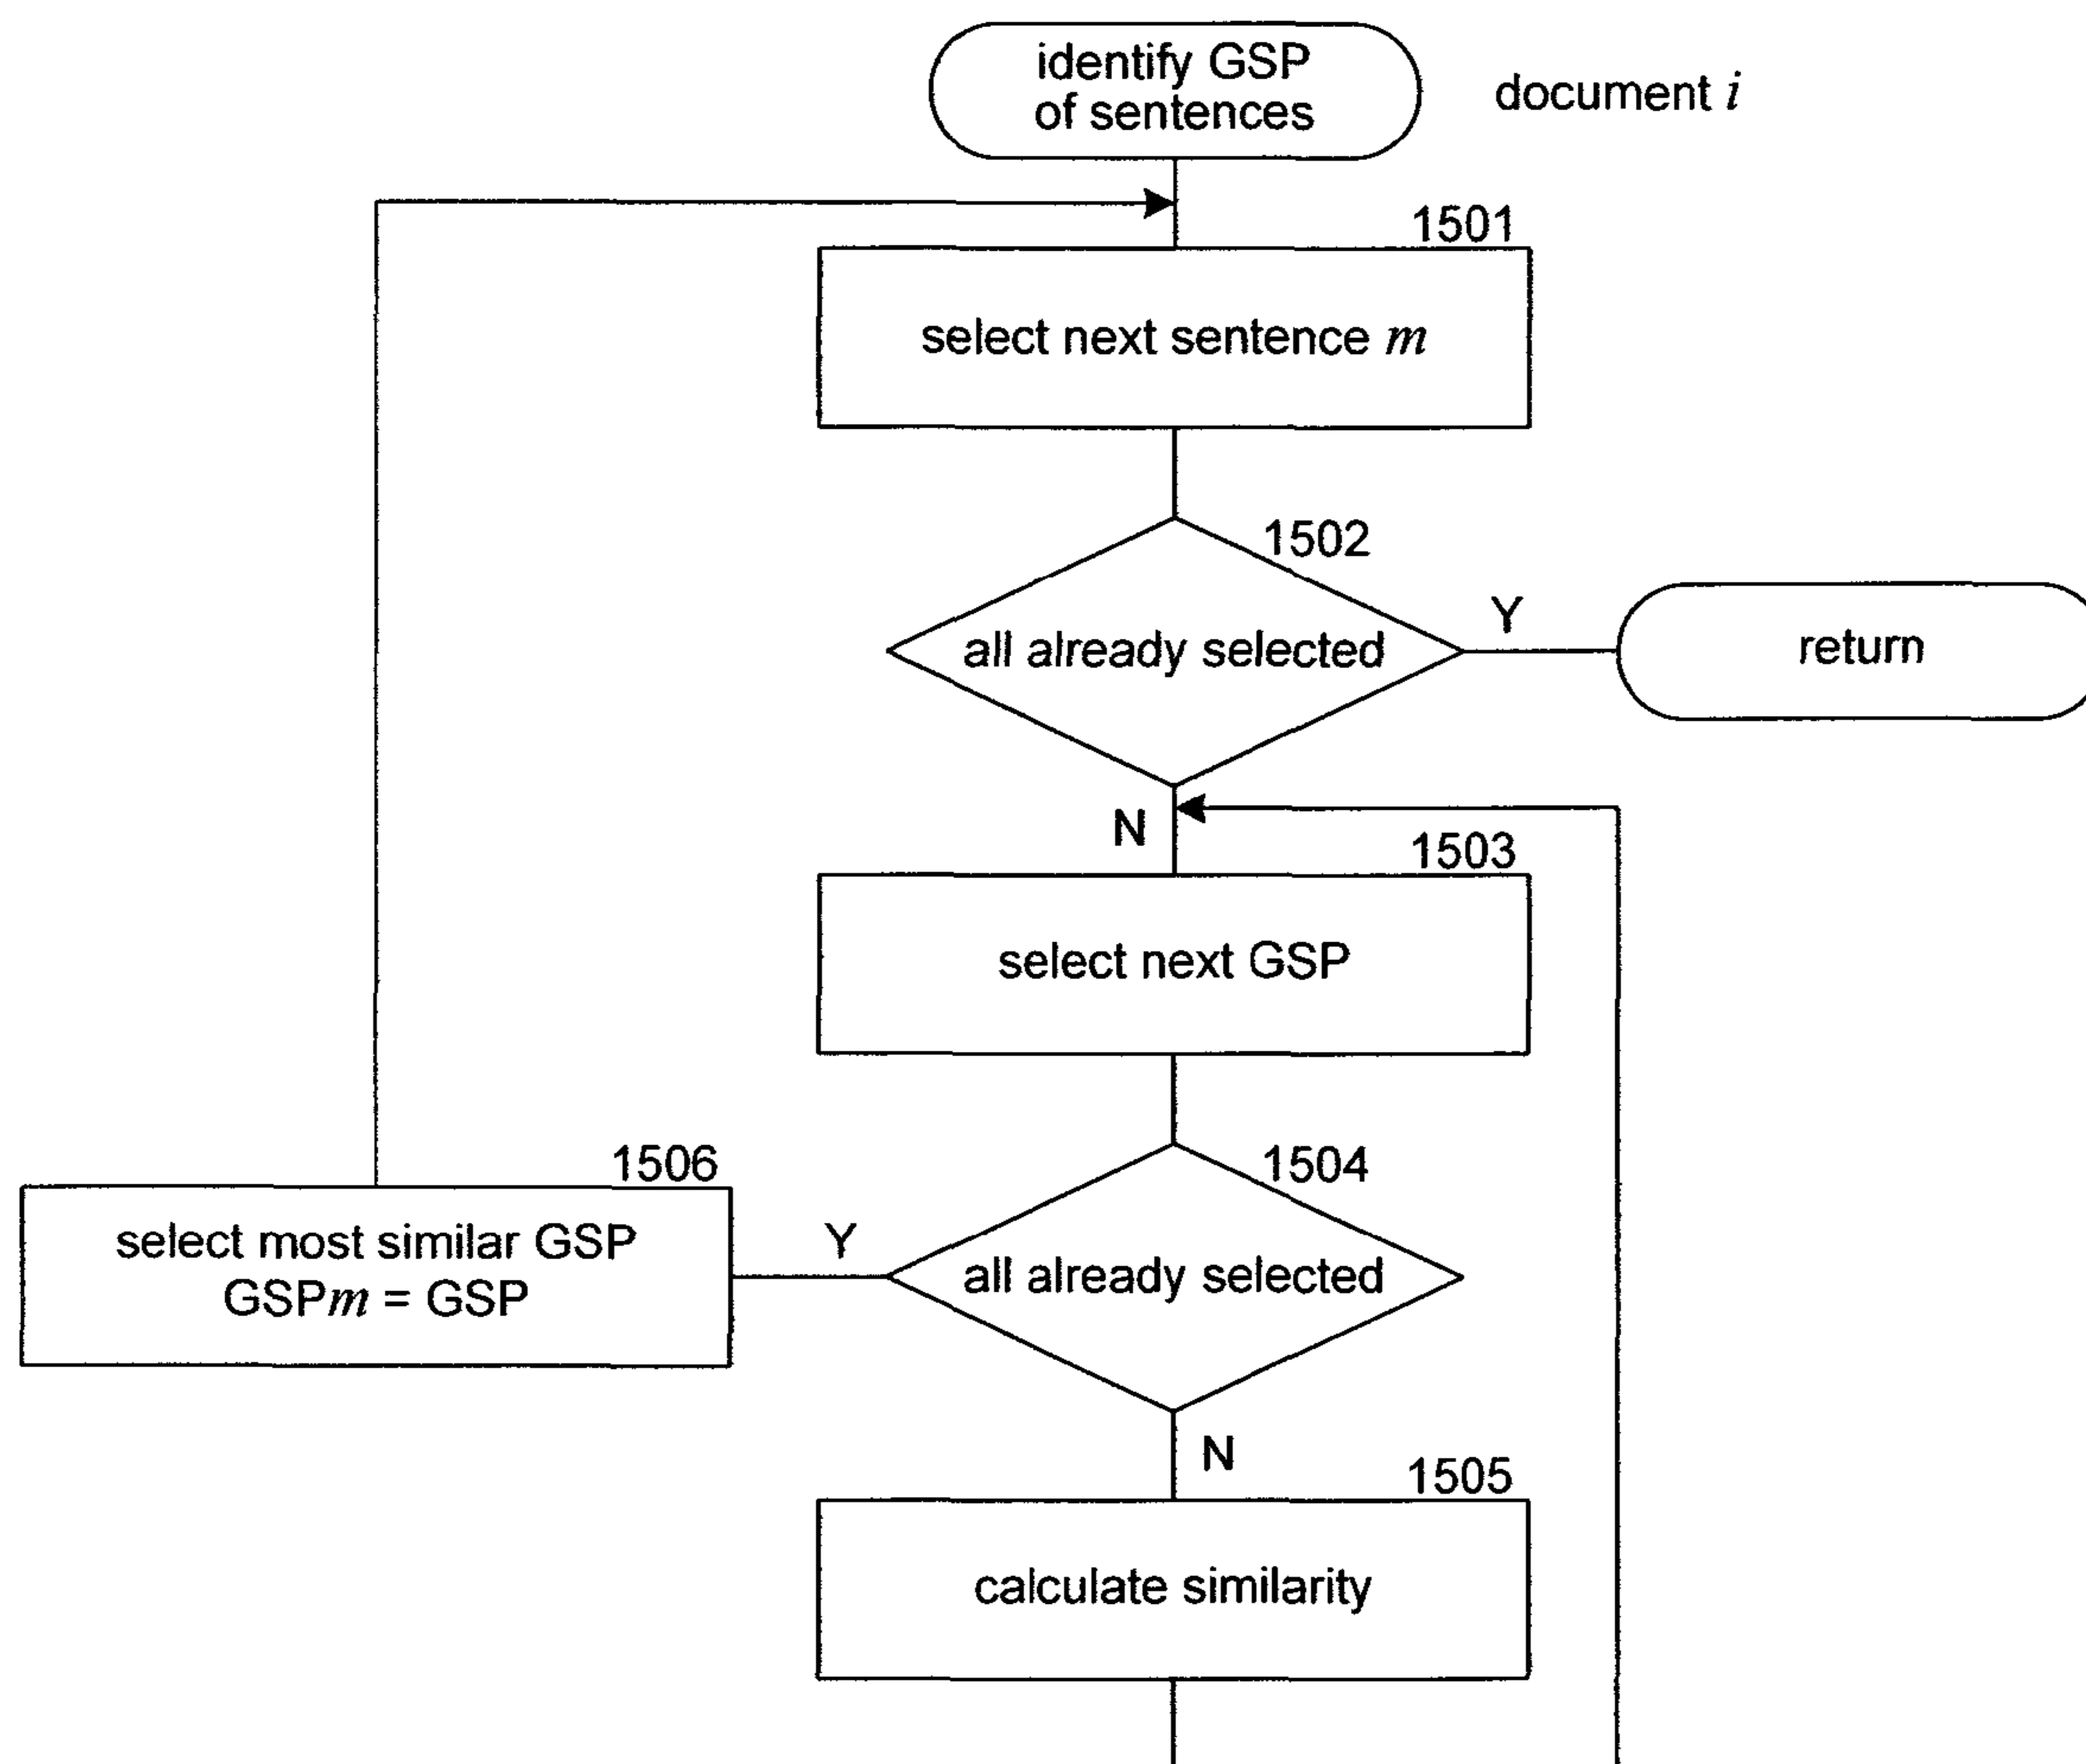 identify GSP
of sentences
document i
1501
select next sentence m
1502
all already selected
Y
return
N
1503
select next GSP
1504
all already selected
Y
1506
select most similar GSP
GSPm = GSP
N
1505
calculate similarity